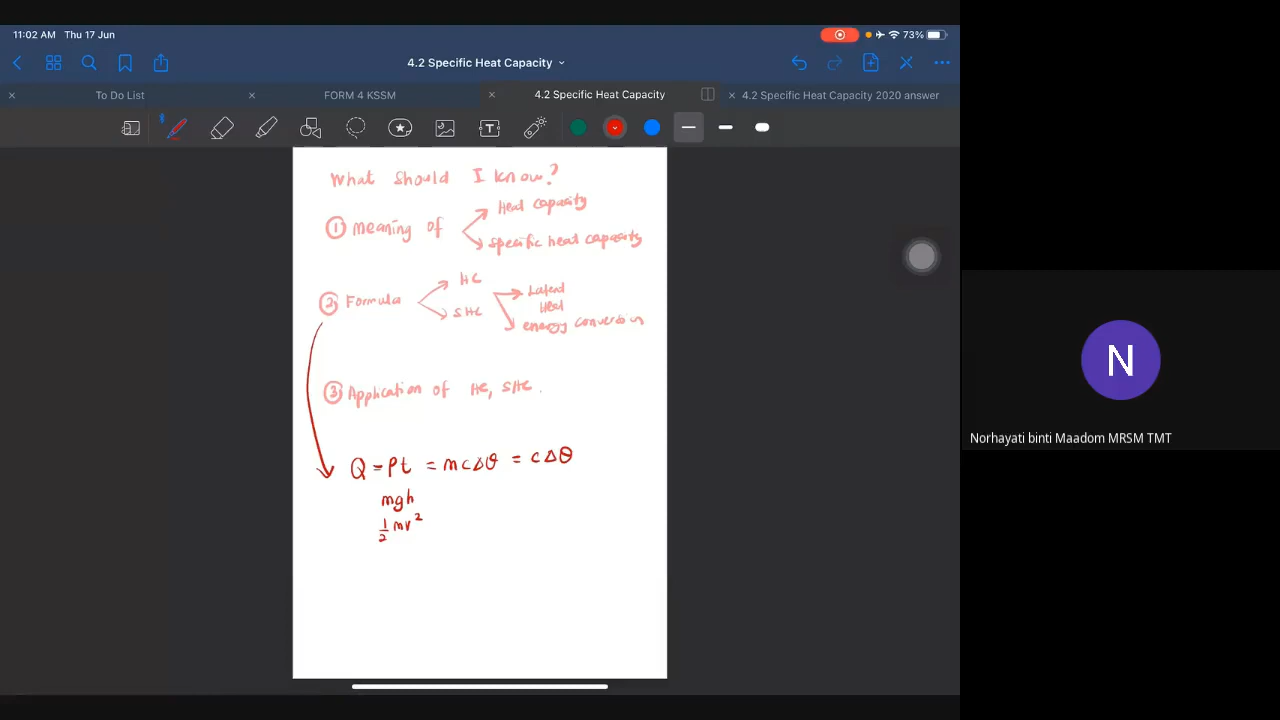 11:02 AM Thu 17 Jun
73%
4.2 Specific Heat Capacity
To Do List
FORM 4 KSSM
4.2 Specific Heat Capacity
4.2 Specific Heat Capacity 2020 answer
What should I know?
① Meaning of
Heat capacity
specific heat capacity
② Formula
HC
SHC
Latent
Heat
energy conversion
③ Application of HC, SHC.
Q = Pt = mcΔθ = cΔθ
mgh
½ mv²
N
Norhayati binti Maadom MRSM TMT